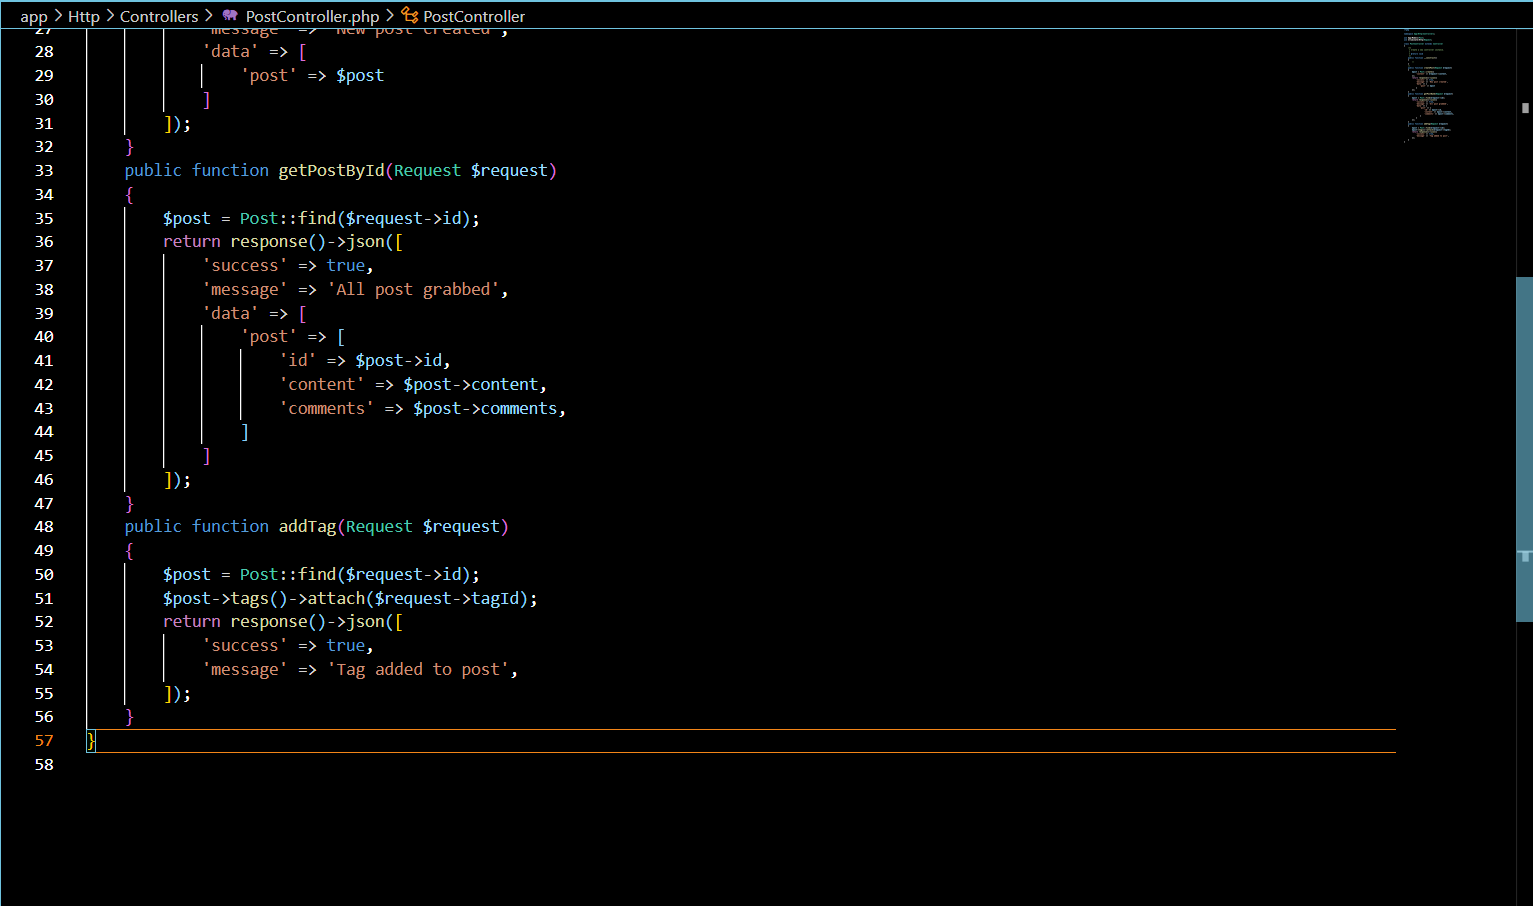 app > Http > Controllers > PostController.php > PostController
27 'message' => 'New post created',
28 'data' => [
29 'post' => $post
30 ]
31 ]);
32 }
33 public function getPostById(Request $request)
34 {
35 $post = Post::find($request->id);
36 return response()->json([
37 'success' => true,
38 'message' => 'All post grabbed',
39 'data' => [
40 'post' => [
41 'id' => $post->id,
42 'content' => $post->content,
43 'comments' => $post->comments,
44 ]
45 ]
46 ]);
47 }
48 public function addTag(Request $request)
49 {
50 $post = Post::find($request->id);
51 $post->tags()->attach($request->tagId);
52 return response()->json([
53 'success' => true,
54 'message' => 'Tag added to post',
55 ]);
56 }
57 }
58